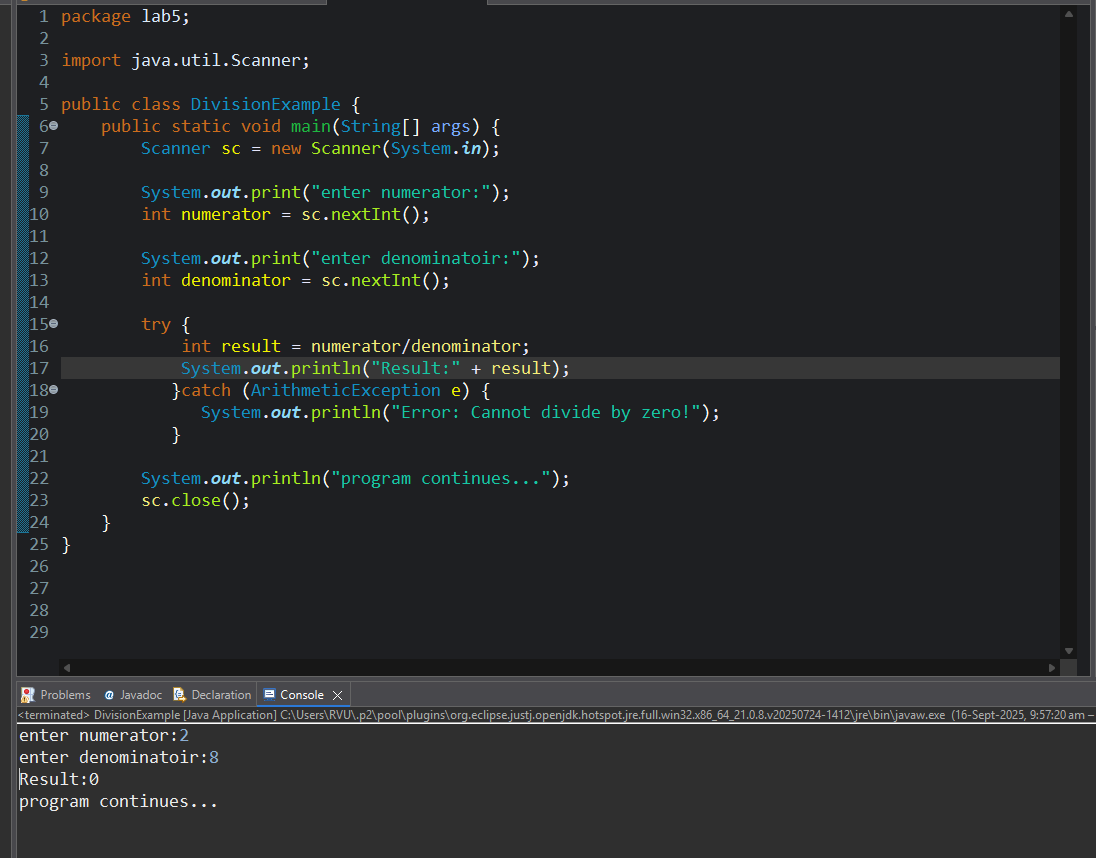 1 package lab5;
2
3 import java.util.Scanner;
4
5 public class DivisionExample {
6     public static void main(String[] args) {
7         Scanner sc = new Scanner(System.in);
8
9         System.out.print("enter numerator:");
10         int numerator = sc.nextInt();
11
12         System.out.print("enter denominatoir:");
13         int denominator = sc.nextInt();
14
15         try {
16             int result = numerator/denominator;
17             System.out.println("Result:" + result);
18            }catch (ArithmeticException e) {
19               System.out.println("Error: Cannot divide by zero!");
20            }
21
22         System.out.println("program continues...");
23         sc.close();
24     }
25 }
26
27
28
29
Problems @ Javadoc Declaration Console
<terminated> DivisionExample [Java Application] C:\Users\RVU\.p2\pool\plugins\org.eclipse.justj.openjdk.hotspot.jre.full.win32.x86_64_21.0.8.v20250724-1412\jre\bin\javaw.exe (16-Sept-2025, 9:57:20 am –
enter numerator:2
enter denominatoir:8
Result:0
program continues...